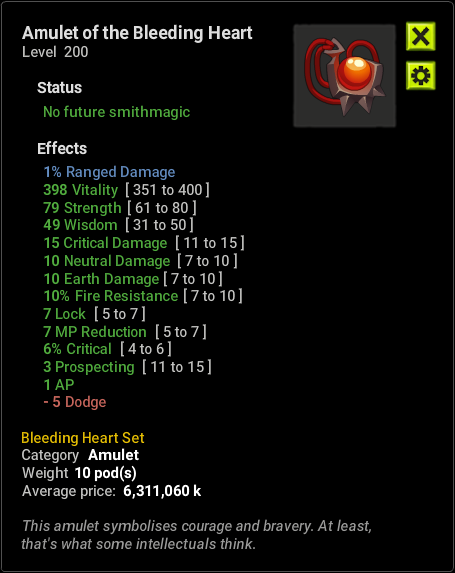 Amulet of the Bleeding Heart
Level 200
Status
No future smithmagic
Effects
1% Ranged Damage
398 Vitality [ 351 to 400 ]
79 Strength [ 61 to 80 ]
49 Wisdom [ 31 to 50 ]
15 Critical Damage [ 11 to 15 ]
10 Neutral Damage [ 7 to 10 ]
10 Earth Damage [ 7 to 10 ]
10% Fire Resistance [ 7 to 10 ]
7 Lock [ 5 to 7 ]
7 MP Reduction [ 5 to 7 ]
6% Critical [ 4 to 6 ]
3 Prospecting [ 11 to 15 ]
1 AP
- 5 Dodge
Bleeding Heart Set
Category Amulet
Weight 10 pod(s)
Average price: 6,311,060 k
This amulet symbolises courage and bravery. At least,
that's what some intellectuals think.